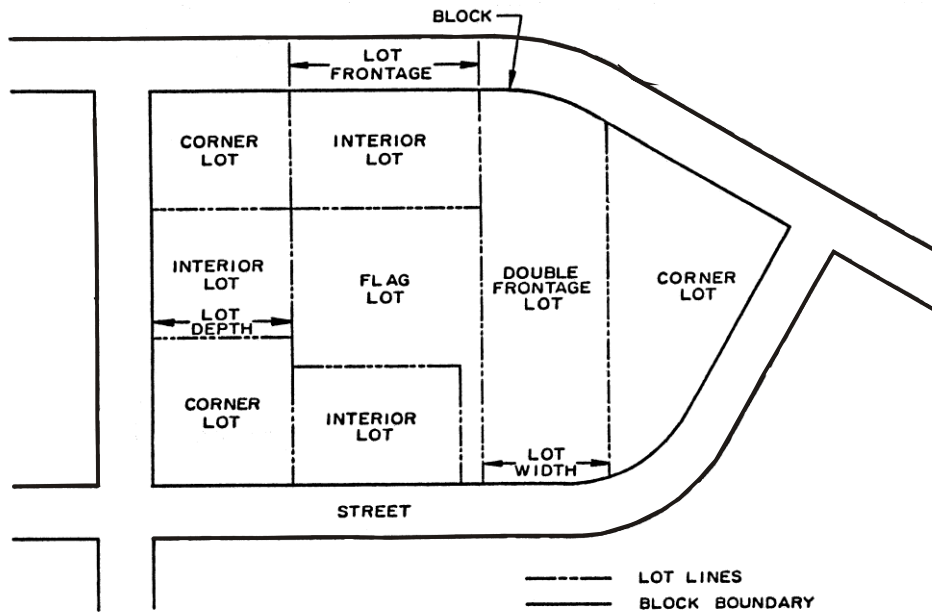 BLOCK
LOT
FRONTAGE
CORNER
LOT
INTERIOR
LOT
INTERIOR
LOT
FLAG
LOT
DOUBLE
FRONTAGE
LOT
CORNER
LOT
LOT
DEPTH
CORNER
LOT
INTERIOR
LOT
LOT
WIDTH
STREET
LOT LINES
BLOCK BOUNDARY